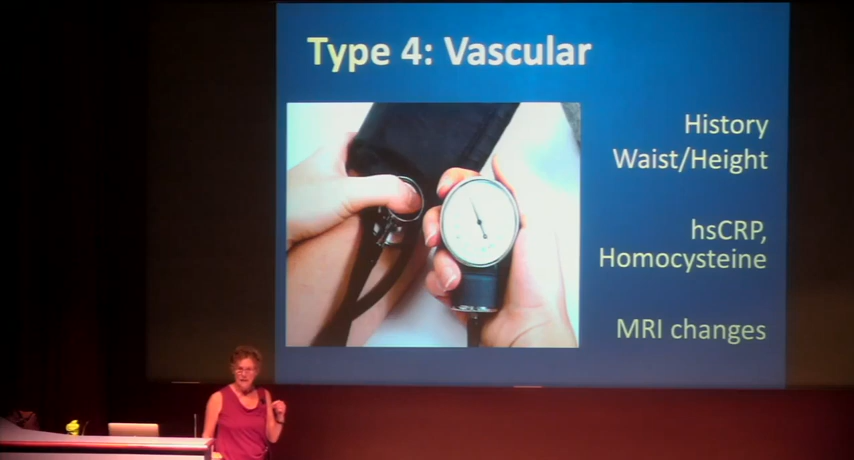 Type 4: Vascular
History
Waist/Height
hsCRP,
Homocysteine
MRI changes